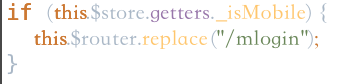 if (this.$store.getters._isMobile) {
this.$router.replace("/mlogin");
}